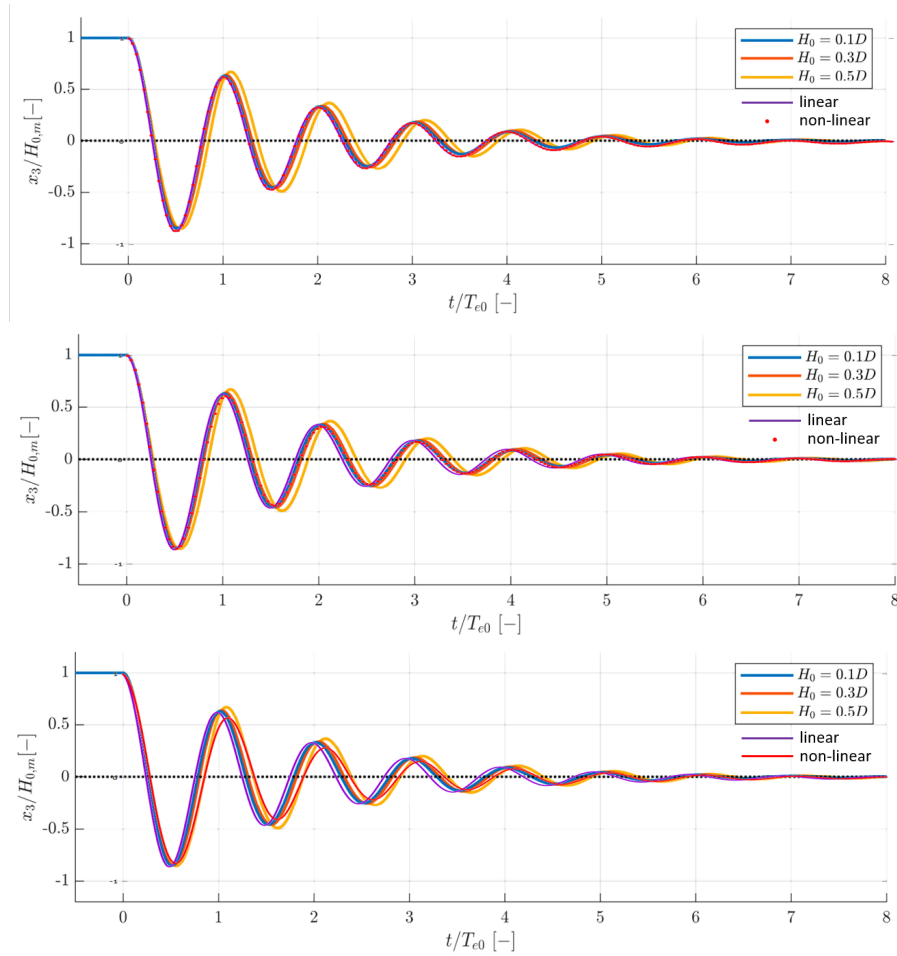 1
0.5
0
-0.5
-1
x₃/H₀,ₘ[−]
1
-1
H₀ = 0.1D
H₀ = 0.3D
H₀ = 0.5D
linear
non-linear
0 1 2 3 4 5 6 7 8
t/Tₑ₀ [−]
1
0.5
0
-0.5
-1
x₃/H₀,ₘ[−]
1
0
-1
H₀ = 0.1D
H₀ = 0.3D
H₀ = 0.5D
linear
non-linear
0 1 2 3 4 5 6 7 8
t/Tₑ₀ [−]
1
0.5
0
-0.5
-1
x₃/H₀,ₘ[−]
1
0
-1
H₀ = 0.1D
H₀ = 0.3D
H₀ = 0.5D
linear
non-linear
0 1 2 3 4 5 6 7 8
t/Tₑ₀ [−]